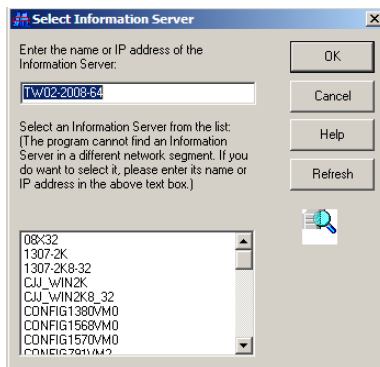 Select Information Server
Enter the name or IP address of the
Information Server:
OK
TW02-2008-64
Cancel
Select an Information Server from the list:
(The program cannot find an Information
Server in a different network segment. If you
do want to select it, please enter its name or
IP address in the above text box.)
Help
Refresh
08X32
1307-2K
1307-2K8-32
CJJ_WIN2K
CJJ_WIN2K8_32
CONFIG1380VM0
CONFIG1568VM0
CONFIG1570VM0
CONFIG791VM2